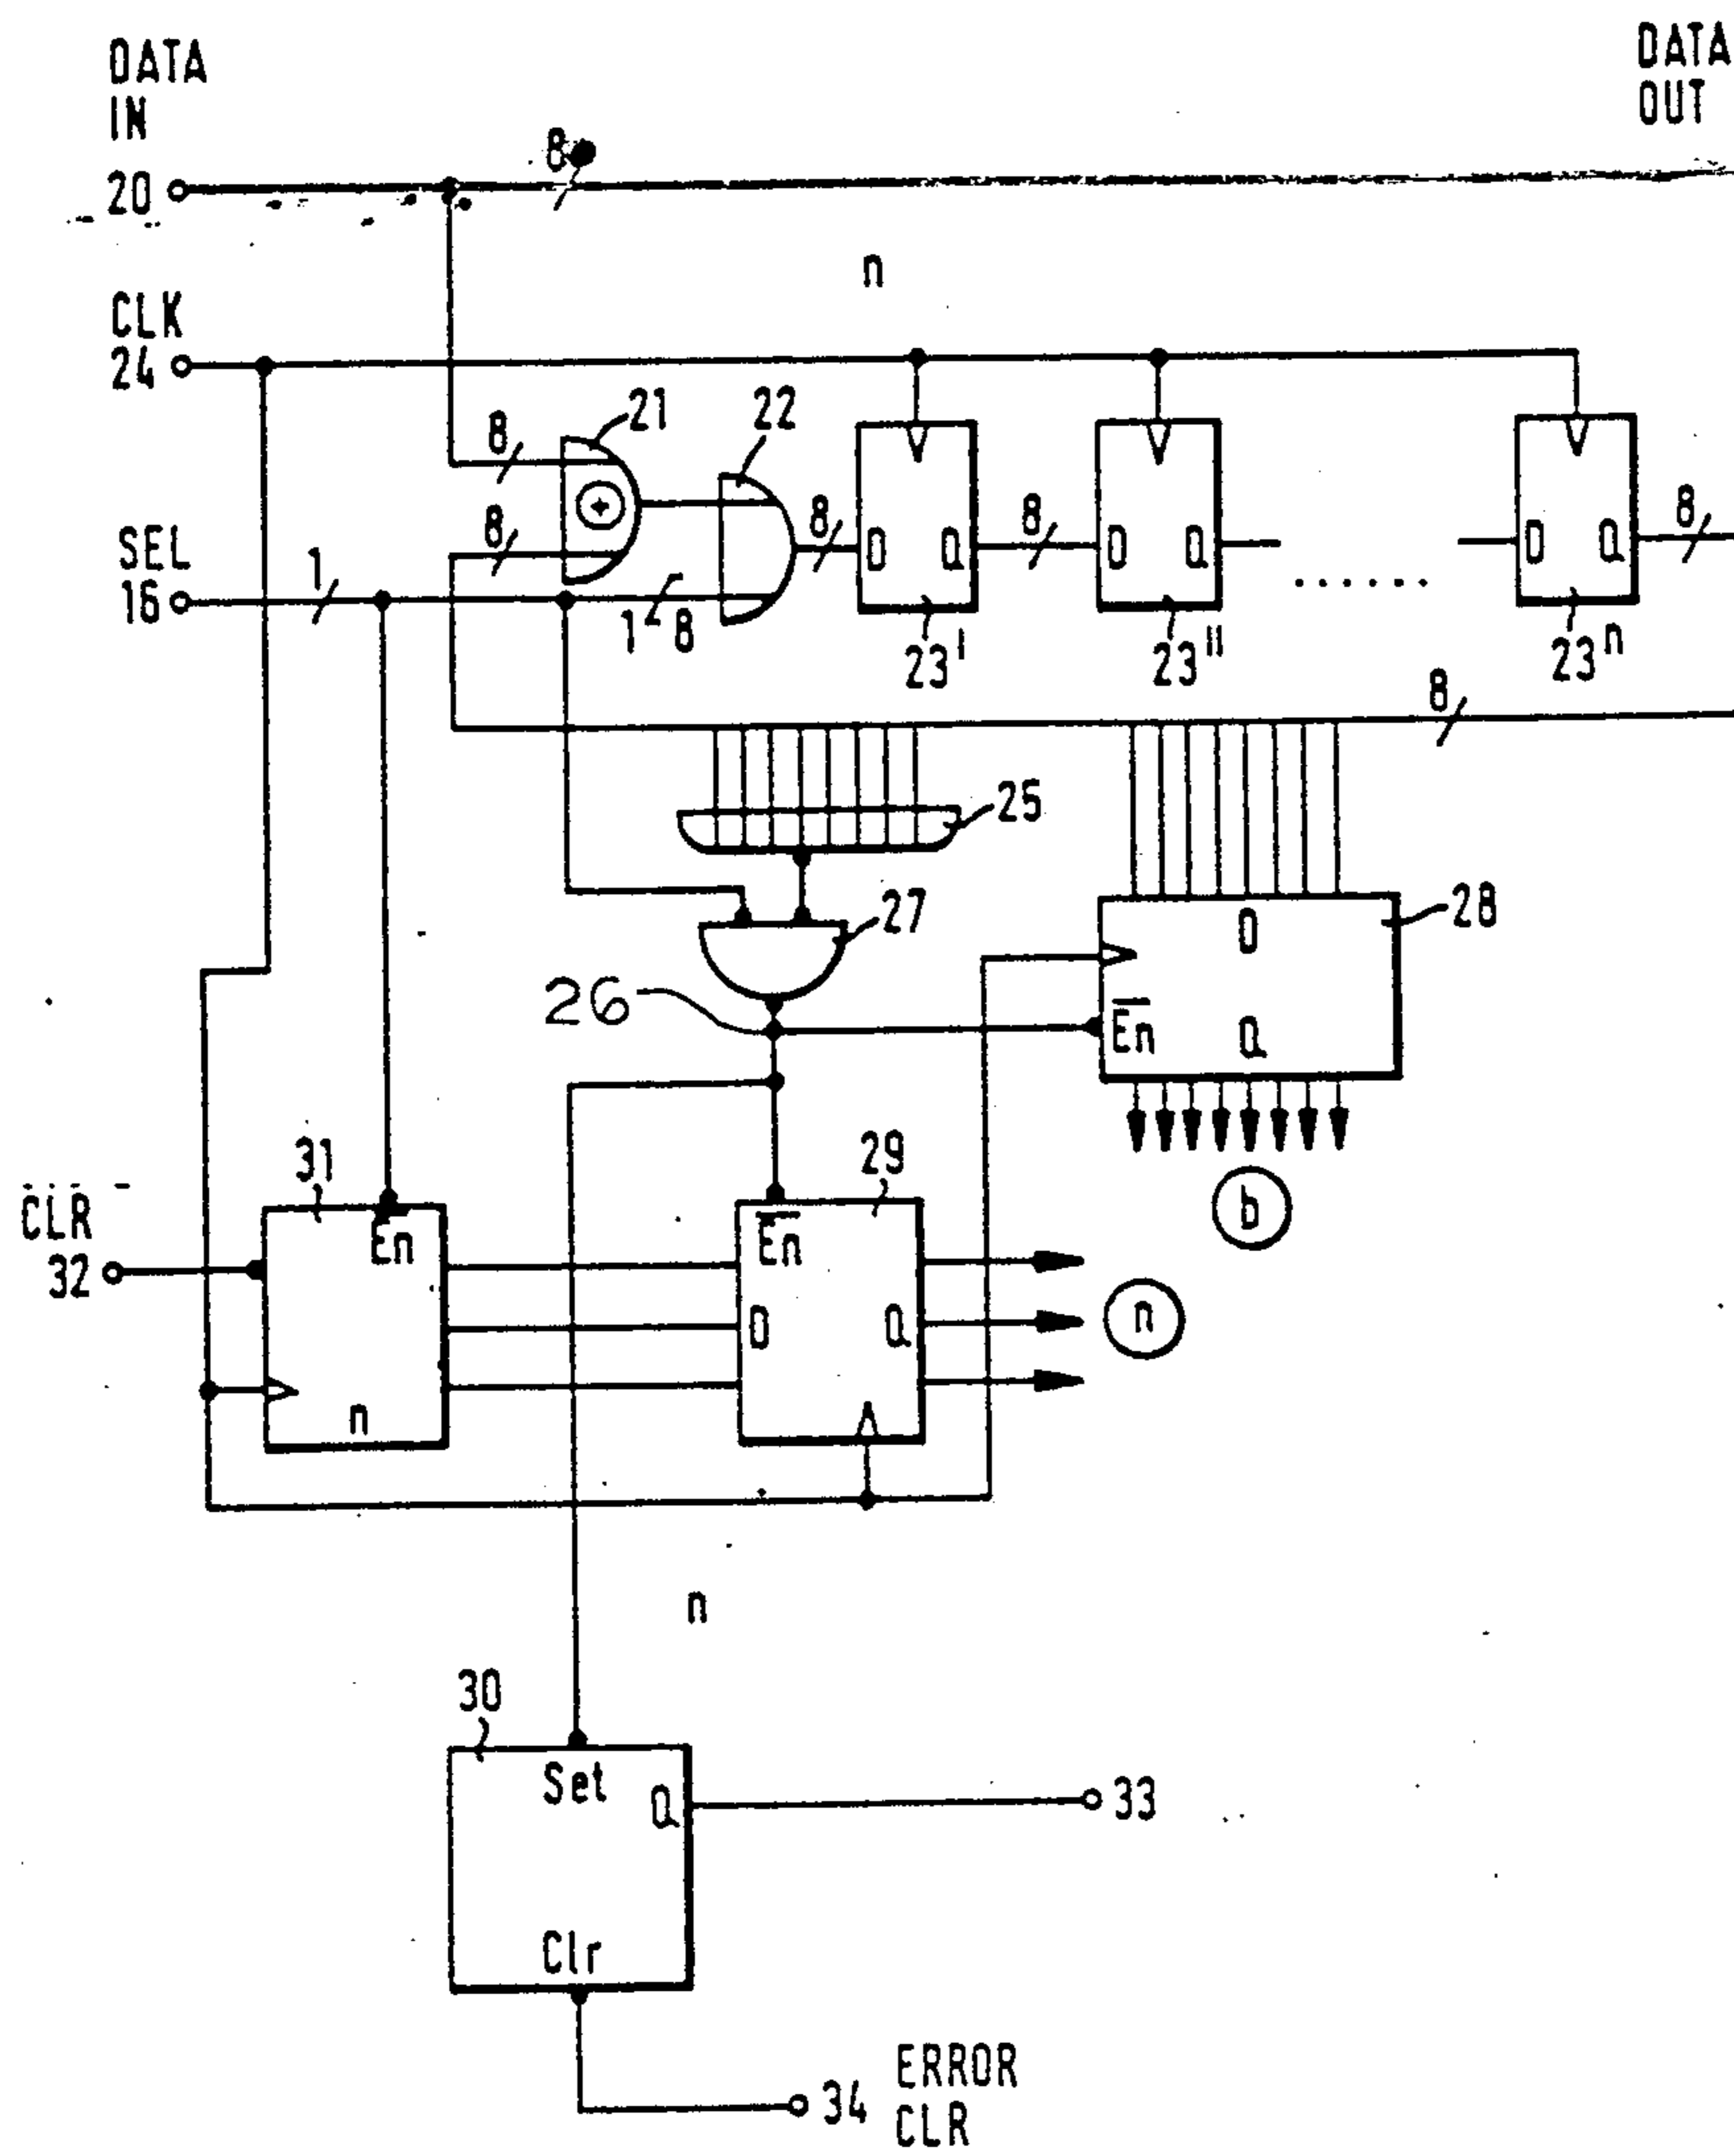 DATA
IN
DATA
OUT
8
20
n
CLK
24
21
22
8
8
8
8
8
SEL
16
1
1
8
D
Q
D
Q
D
Q
......
23'
23"
23n
8
25
27
28
26
D
En
Q
31
29
b
CLR
32
En
En
D
Q
n
n
n
30
Set
Q
33
Clr
34
ERROR
CLR